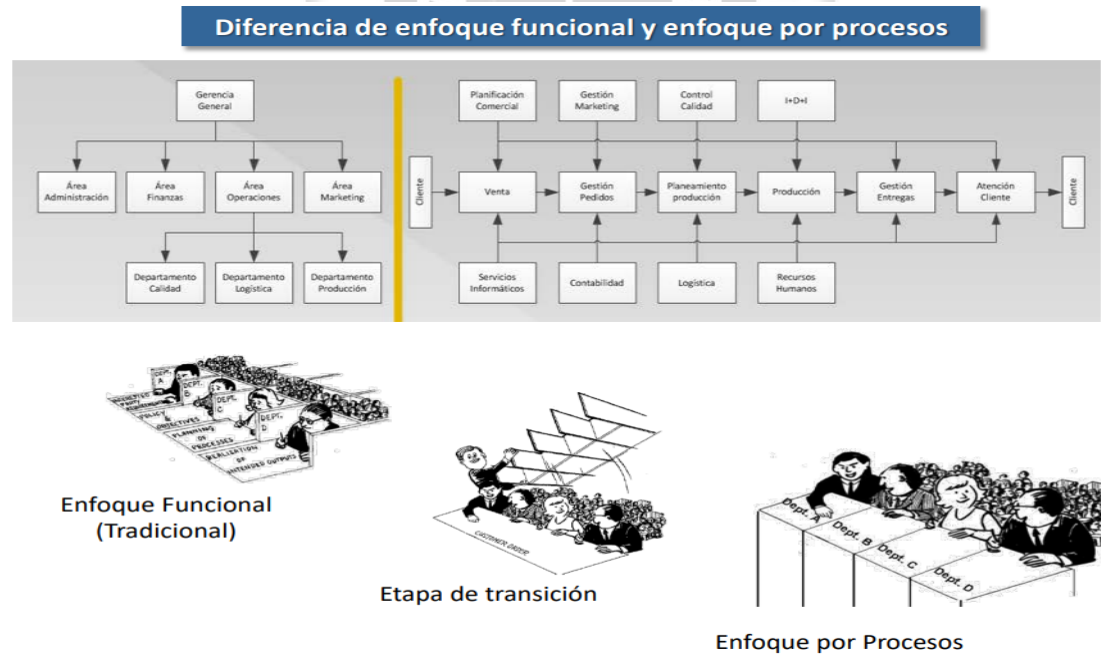 Diferencia de enfoque funcional y enfoque por procesos
Gerencia
General
Área
Administración
Área
Finanzas
Área
Operaciones
Área
Marketing
Departamento
Calidad
Departamento
Logística
Departamento
Producción
Planificación
Comercial
Gestión
Marketing
Control
Calidad
I+D+I
Cliente
Venta
Gestión
Pedidos
Planeamiento
producción
Producción
Gestión
Entregas
Atención
Cliente
Cliente
Servicios
Informáticos
Contabilidad
Logística
Recursos
Humanos
DEPT.
A
DEPT.
B
DEPT.
C
DEPT.
D
POLICY
&
OBJECTIVES
PLANNING
OF
PROCESSES
REALISATION
OF
INTENDED OUTPUTS
Enfoque Funcional
(Tradicional)
CUSTOMER ORDER
Etapa de transición
Dept. A
Dept. B
Dept. C
Dept. D
Enfoque por Procesos